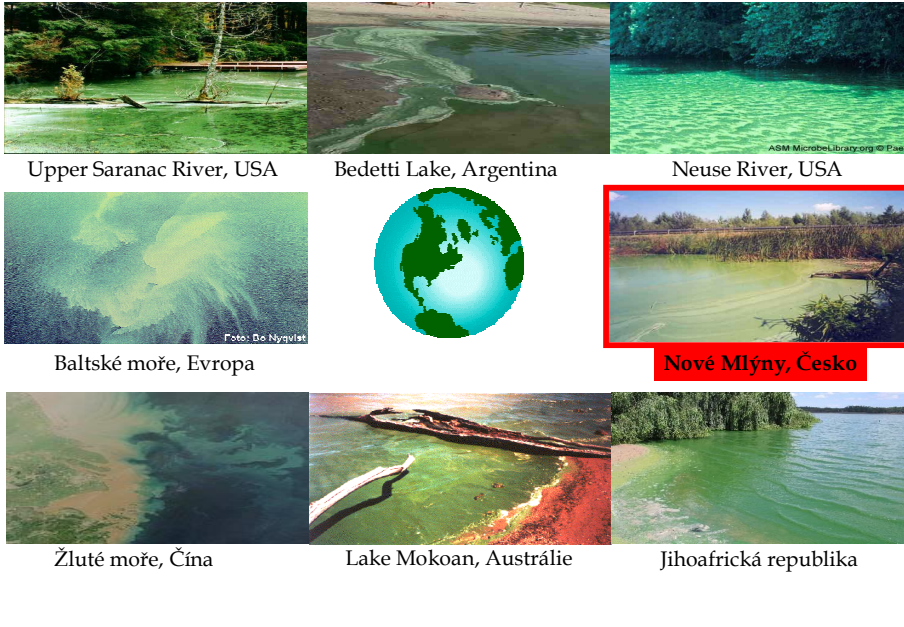 ASM MicrobeLibrary.org © Pae
Upper Saranac River, USA
Bedetti Lake, Argentina
Neuse River, USA
Foto: Bo Nyqvist
Baltské moře, Evropa
Nové Mlýny, Česko
Žluté moře, Čína
Lake Mokoan, Austrálie
Jihoafrická republika